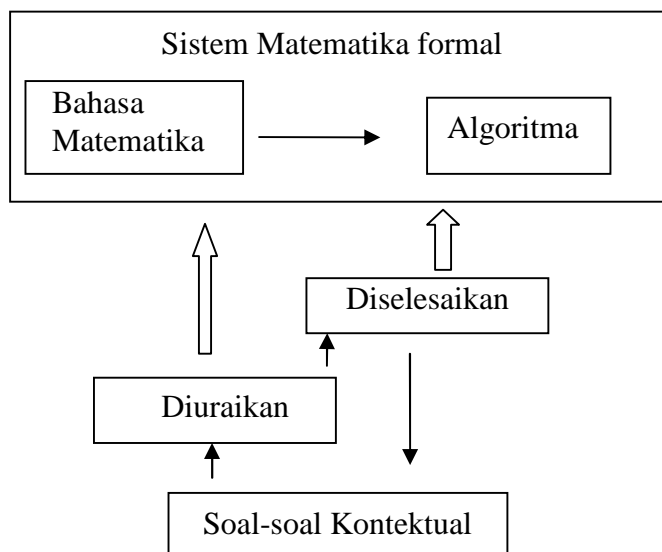 Sistem Matematika formal
Bahasa
Matematika
Algoritma
Diselesaikan
Diuraikan
Soal-soal Kontektual